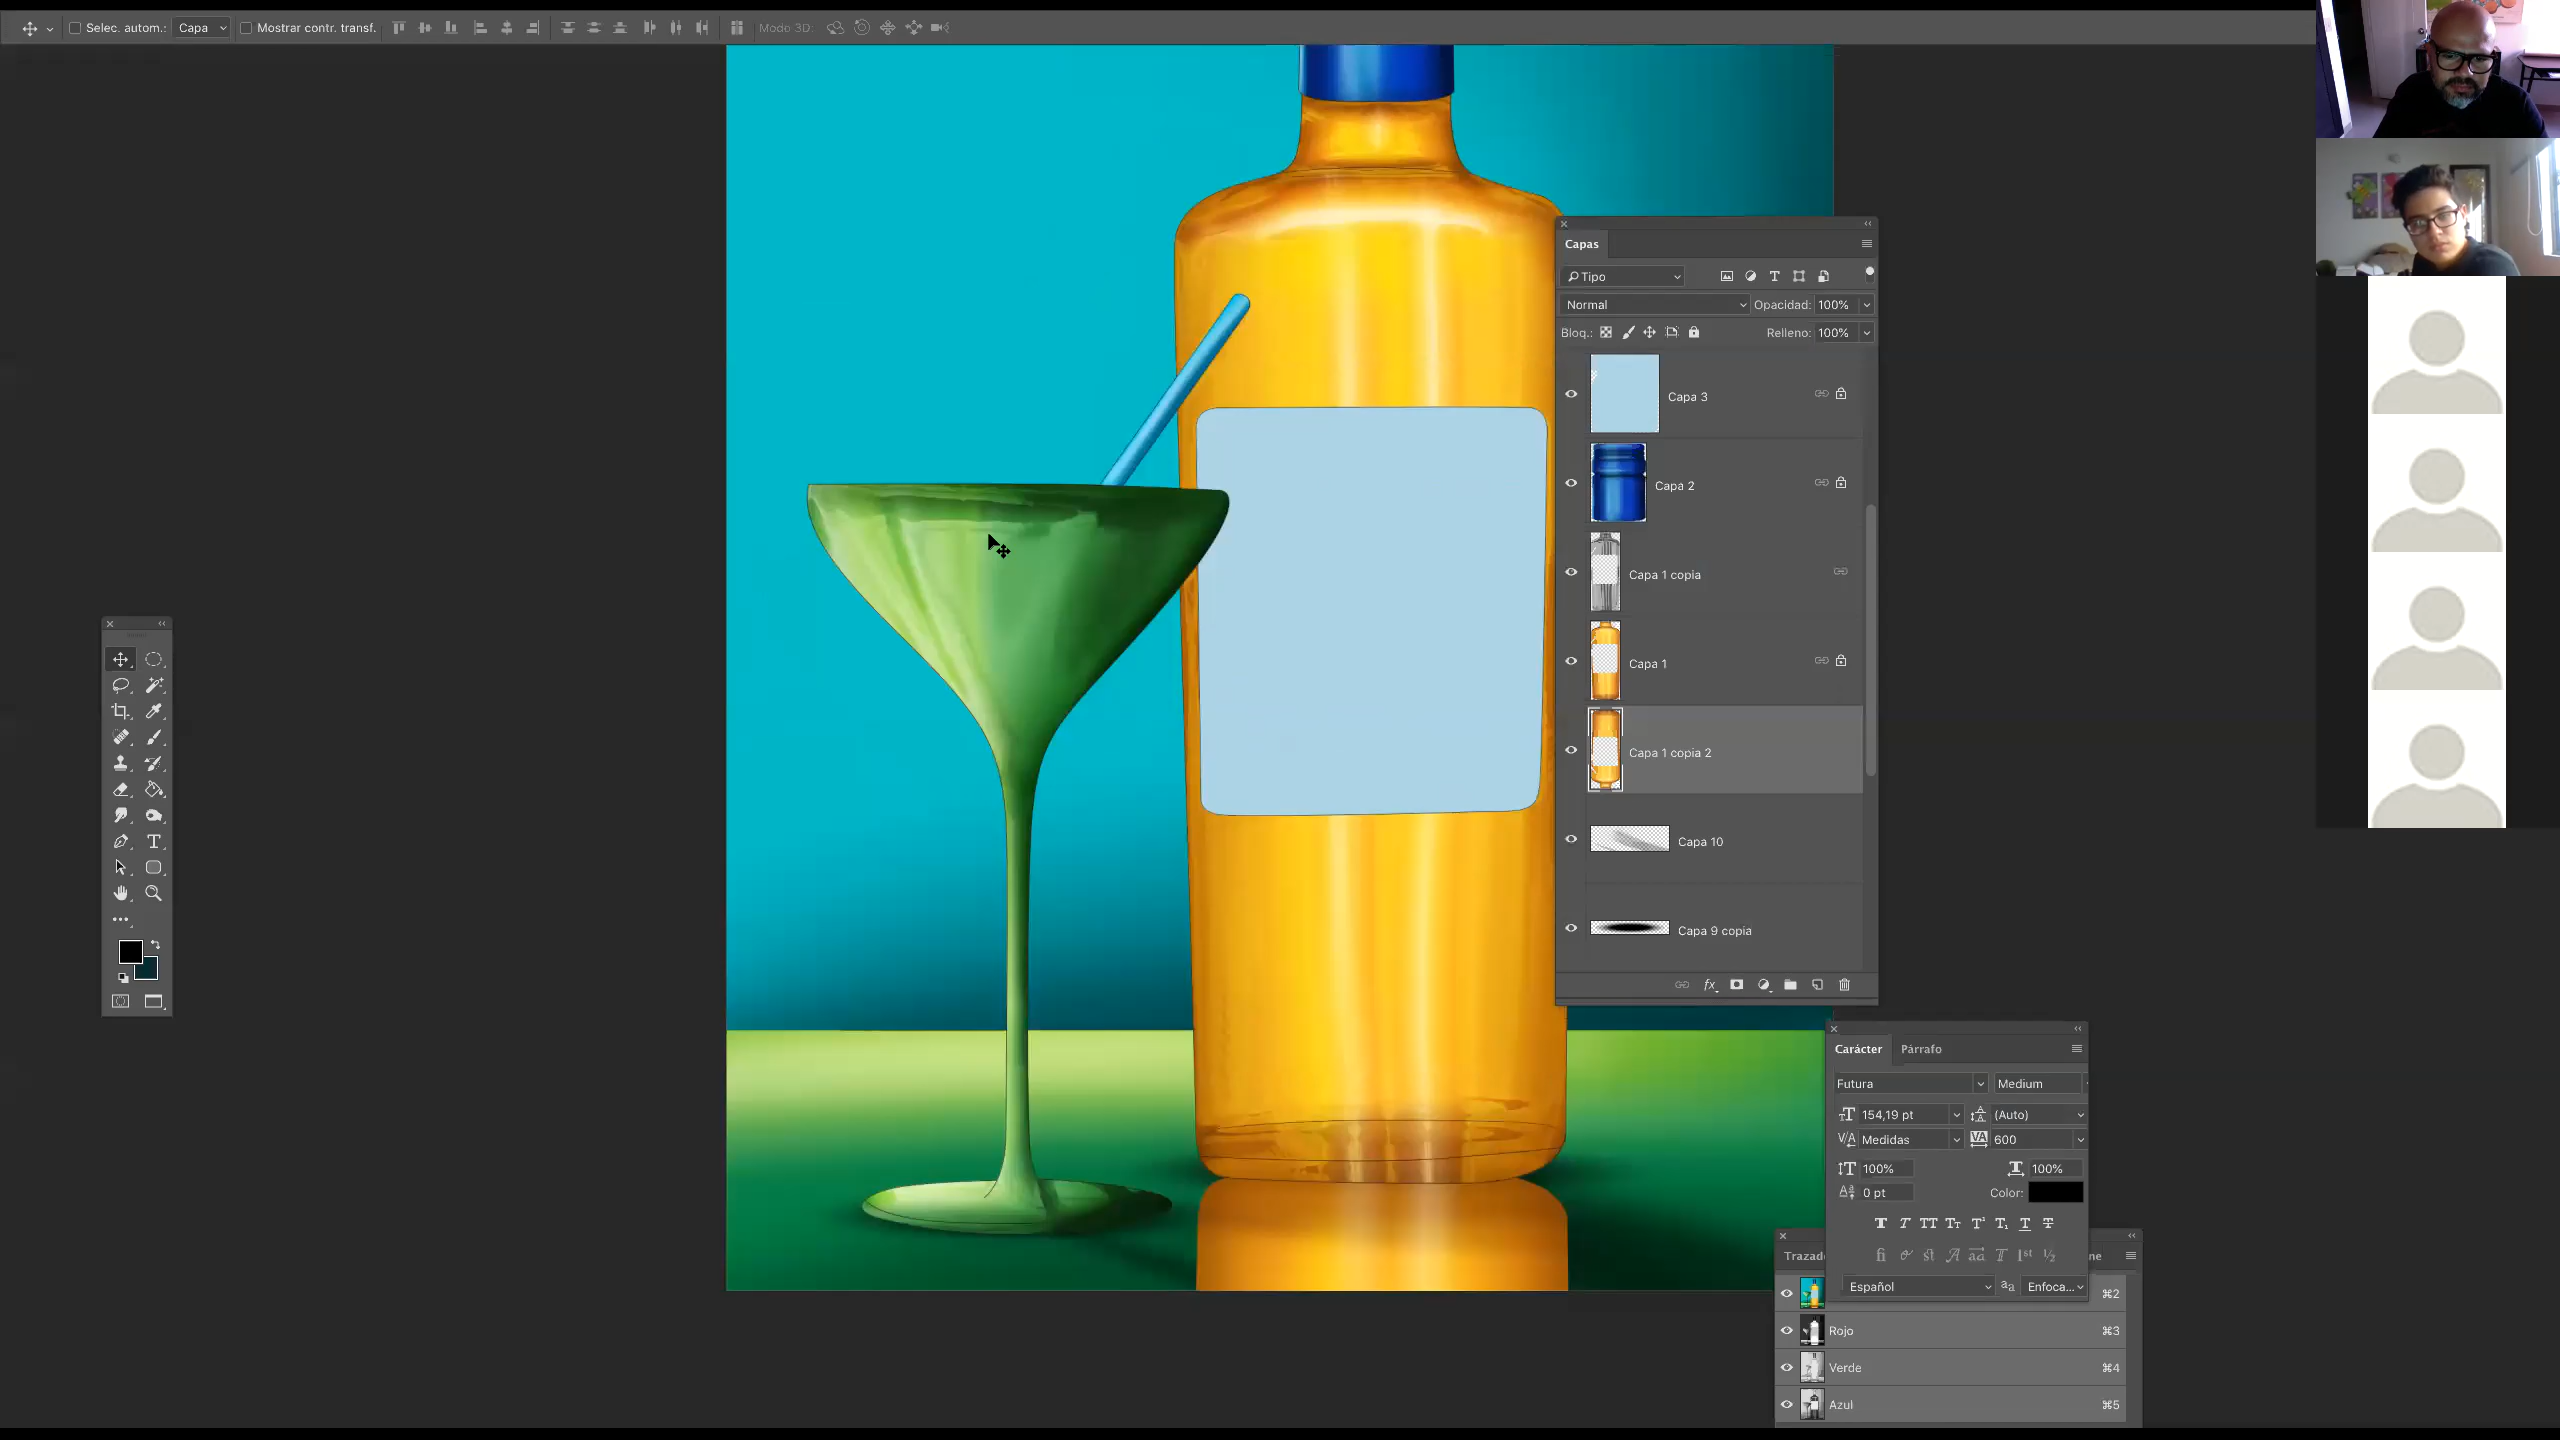 Selec. autom.: Capa Mostrar contr. transf. Modo 3D:
Capas
Tipo
Normal Opacidad: 100%
Bloq.: Relleno: 100%
Capa 3
Capa 2
Capa 1 copia
Capa 1
Capa 1 copia 2
Capa 10
Capa 9 copia
fx
Carácter Párrafo
Futura Medium
154,19 pt (Auto)
Medidas 600
100% 100%
0 pt Color:
Español aa Enfoca...
Trazad ne
⌘2
Rojo ⌘3
Verde ⌘4
Azul ⌘5